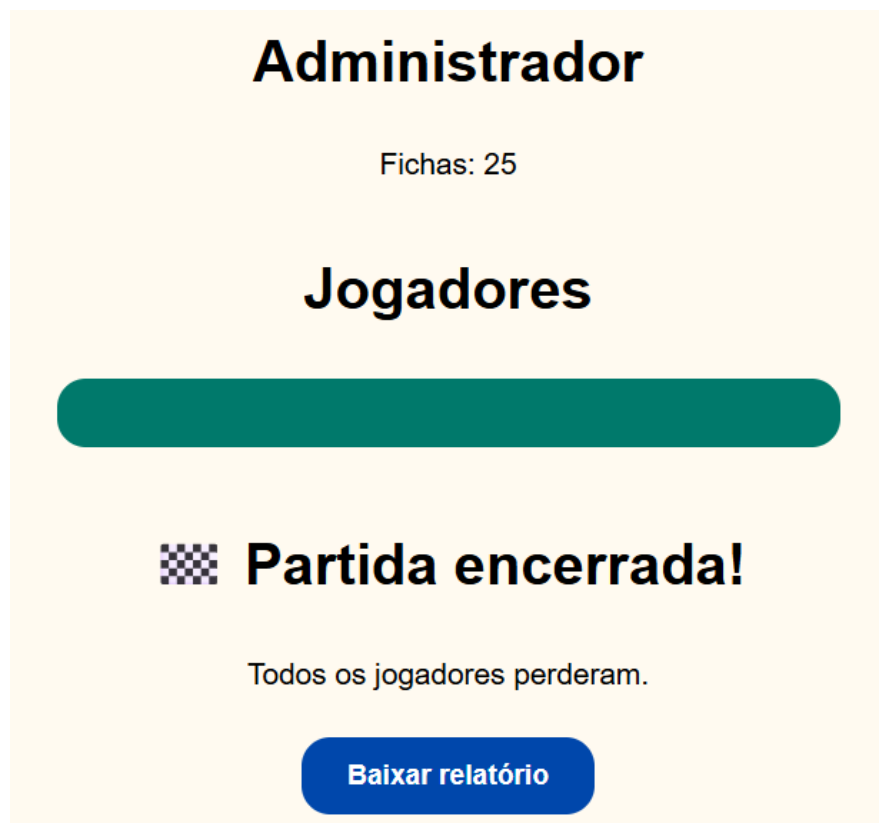 Administrador
Fichas: 25
Jogadores
Partida encerrada!
Todos os jogadores perderam.
Baixar relatório